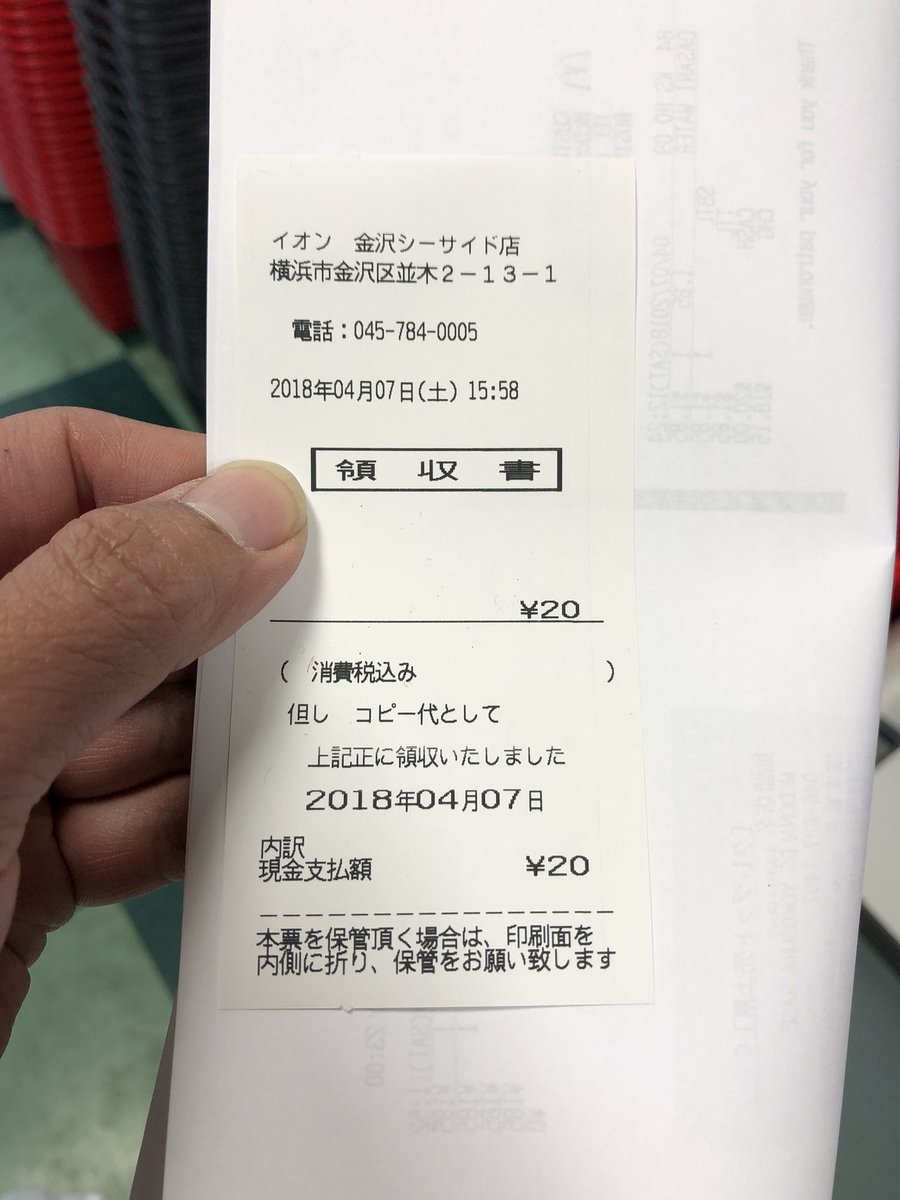 イオン　金沢シーサイド店
横浜市金沢区並木２－１３－１
電話：045-784-0005
2018年04月07日(土) 15:58
領　収　書
¥20
(　消費税込み　)
但し　コピー代として
上記正に領収いたしました
2018年04月07日
内訳
現金支払額　¥20
本票を保管頂く場合は、印刷面を
内側に折り、保管をお願い致します
Thank you for your patronage.